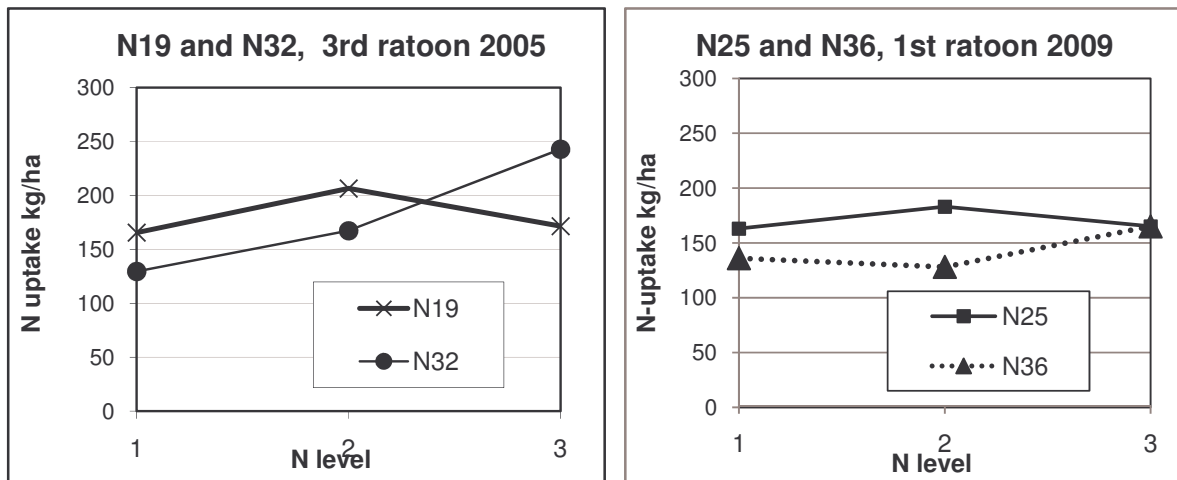 N19 and N32, 3rd ratoon 2005
300
250
200
150
100
50
0
N uptake kg/ha
N19
N32
1
2
3
N level
N25 and N36, 1st ratoon 2009
300
250
200
150
100
50
0
N-uptake kg/ha
N25
N36
1
2
3
N level